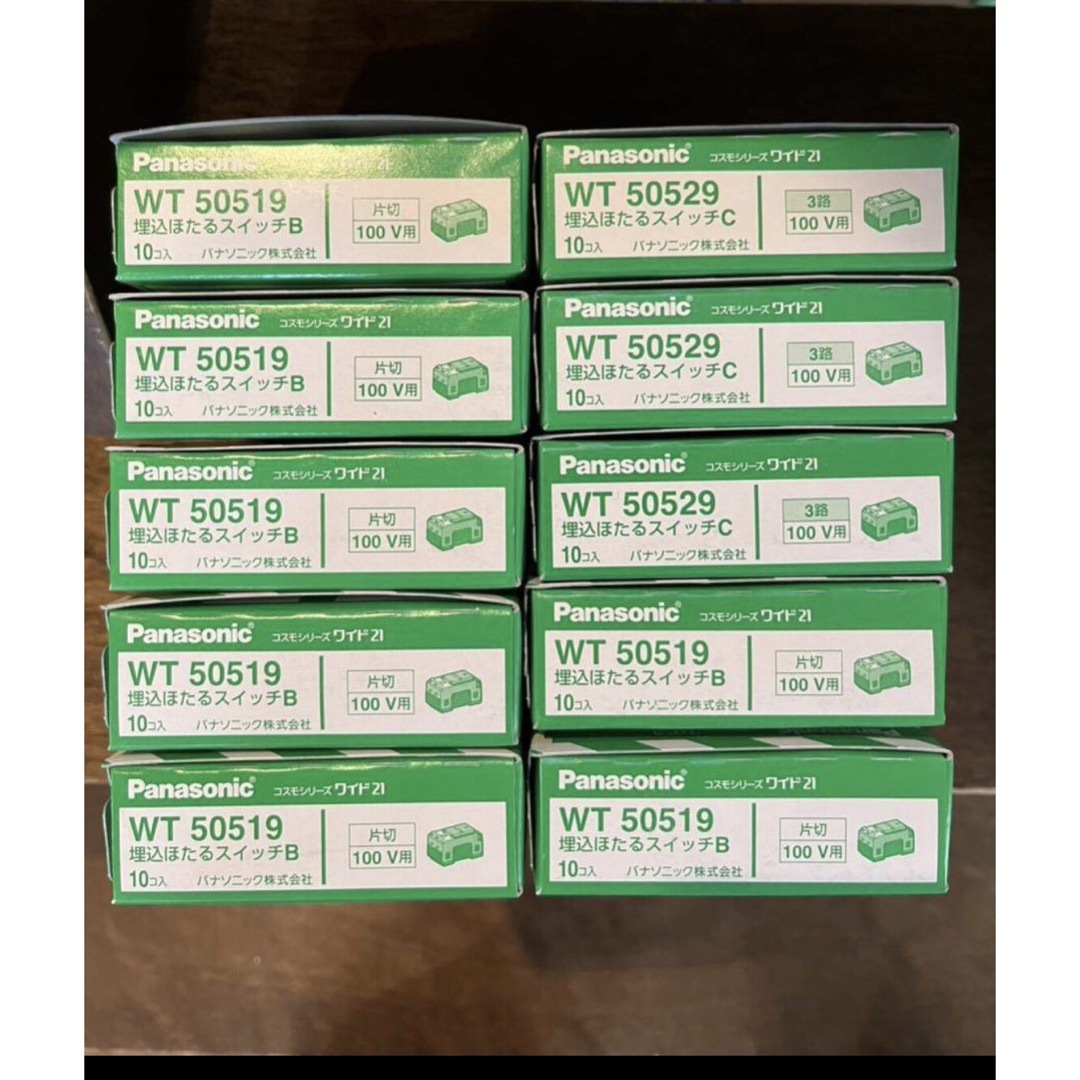 Panasonic
WT 50519
埋込ほたるスイッチB
10コ入 パナソニック株式会社
片切
100 V用
Panasonic コスモシリーズ ワイド21
WT 50519
埋込ほたるスイッチB
10コ入 パナソニック株式会社
片切
100 V用
Panasonic コスモシリーズ ワイド21
WT 50519
埋込ほたるスイッチB
10コ入 パナソニック株式会社
片切
100 V用
Panasonic コスモシリーズ ワイド21
WT 50519
埋込ほたるスイッチB
10コ入 パナソニック株式会社
片切
100 V用
Panasonic® コスモシリーズ ワイド21
WT 50519
埋込ほたるスイッチB
10コ入 パナソニック株式会社
片切
100 V用
Panasonic® コスモシリーズ ワイド21
WT 50529
埋込ほたるスイッチC
10コ入 パナソニック株式会社
3路
100 V用
Panasonic® コスモシリーズ ワイド21
WT 50529
埋込ほたるスイッチC
10コ入 パナソニック株式会社
3路
100 V用
Panasonic® コスモシリーズ ワイド21
WT 50529
埋込ほたるスイッチC
10コ入 パナソニック株式会社
3路
100 V用
Panasonic® コスモシリーズ ワイド21
WT 50519
埋込ほたるスイッチB
10コ入 パナソニック株式会社
片切
100 V用
Panasonic® コスモシリーズ ワイド21
WT 50519
埋込ほたるスイッチB
10コ入 パナソニック株式会社
片切
100 V用